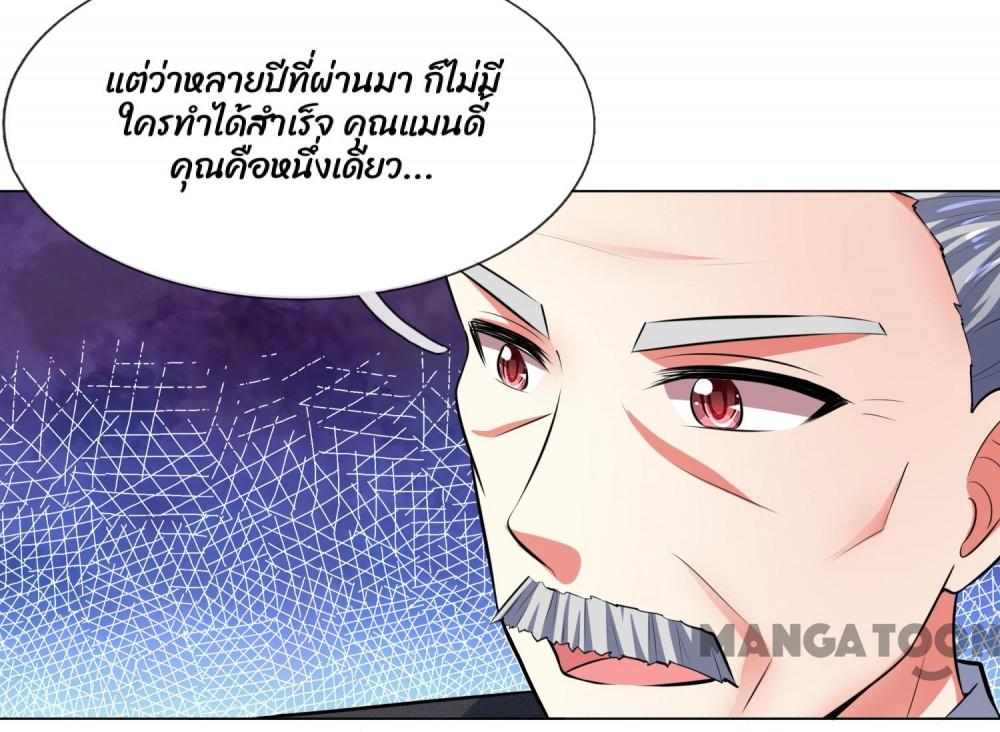 แต่ว่าหลายปีที่ผ่านมา ก็ไม่มี
ใครทำได้สำเร็จ คุณแมนดี้
คุณคือหนึ่งเดียว...
MANGA TOON